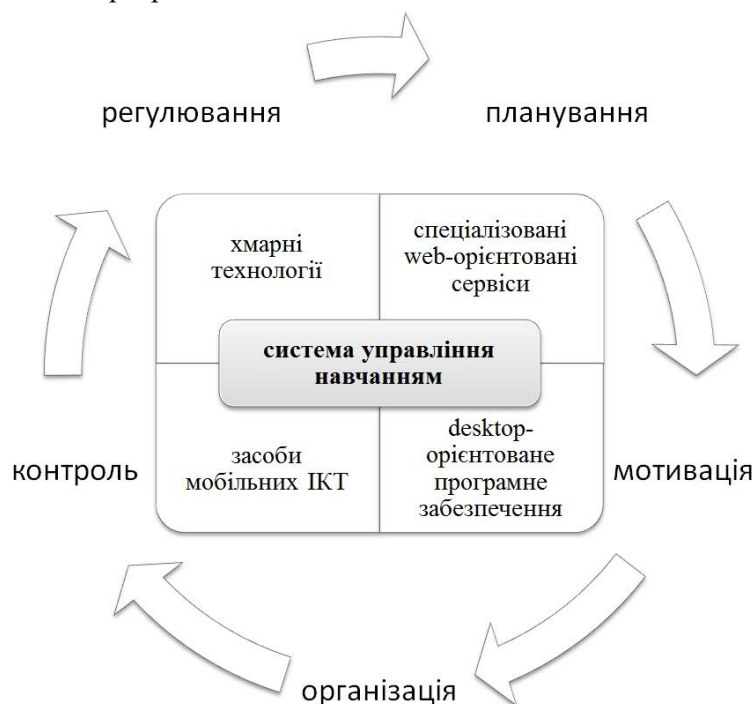 регулювання
планування
хмарні
технології
спеціалізовані
web-орієнтовані
сервіси
система управління
навчанням
засоби
мобільних ІКТ
desktop-
орієнтоване
програмне
забезпечення
контроль
мотивація
організація